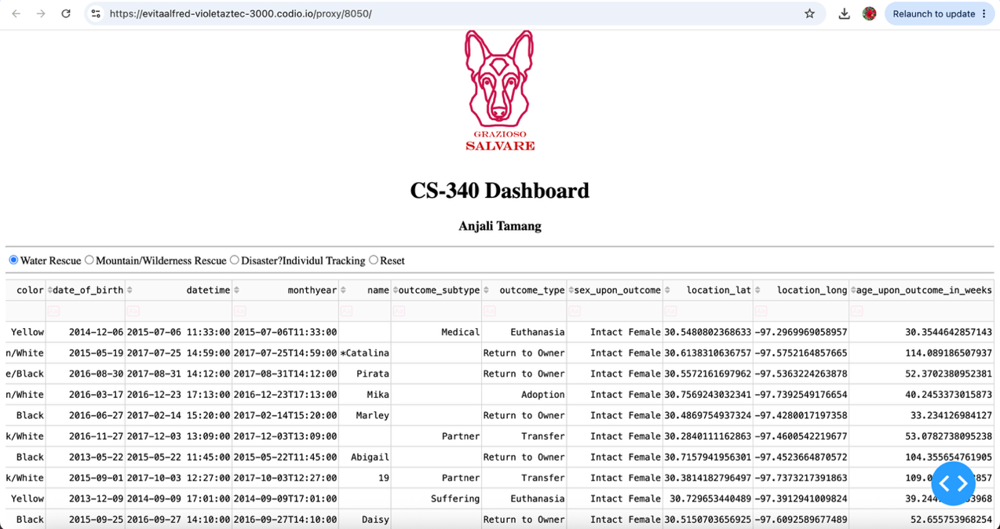 https://evitaalfred-violetaztec-3000.codio.io/proxy/8050/ Relaunch to update
GRAZIOSO
SALVARE
CS-340 Dashboard
Anjali Tamang
Water Rescue Mountain/Wilderness Rescue Disaster?Individul Tracking Reset
color date_of_birth datetime monthyear name outcome_subtype outcome_type sex_upon_outcome location_lat location_long age_upon_outcome_in_weeks
Aa Aa Aa Aa Aa Aa Aa Aa Aa Aa
Yellow 2014-12-06 2015-07-06 11:33:00 2015-07-06T11:33:00 Medical Euthanasia Intact Female 30.5480802368633 -97.2969969058957 30.3544642857143
n/White 2015-05-19 2017-07-25 14:59:00 2017-07-25T14:59:00 *Catalina Return to Owner Intact Female 30.6138310636757 -97.5752164857665 114.089186507937
e/Black 2016-08-30 2017-08-31 14:12:00 2017-08-31T14:12:00 Pirata Return to Owner Intact Female 30.5572161697962 -97.5363224263878 52.3702380952381
n/White 2016-03-17 2016-12-23 17:13:00 2016-12-23T17:13:00 Mika Adoption Intact Female 30.7569243032341 -97.7392549176654 40.2453373015873
Black 2016-06-27 2017-02-14 15:20:00 2017-02-14T15:20:00 Marley Return to Owner Intact Female 30.4869754937324 -97.4280017197358 33.234126984127
k/White 2016-11-27 2017-12-03 13:09:00 2017-12-03T13:09:00 Partner Transfer Intact Female 30.2840111162863 -97.4600542219677 53.0782738095238
Black 2013-05-22 2015-05-22 11:45:00 2015-05-22T11:45:00 Abigail Return to Owner Intact Female 30.7157941956301 -97.4523664870572 104.355654761905
k/White 2015-09-01 2017-10-03 12:27:00 2017-10-03T12:27:00 19 Partner Transfer Intact Female 30.3814182796497 -97.7373217391863
Yellow 2013-12-09 2014-09-09 17:01:00 2014-09-09T17:01:00 Suffering Euthanasia Intact Female 30.729653440489 -97.3912941009824
Black 2015-09-25 2016-09-27 14:10:00 2016-09-27T14:10:00 Daisy Return to Owner Intact Female 30.5150703656925 -97.6092589677489 52.655753968254